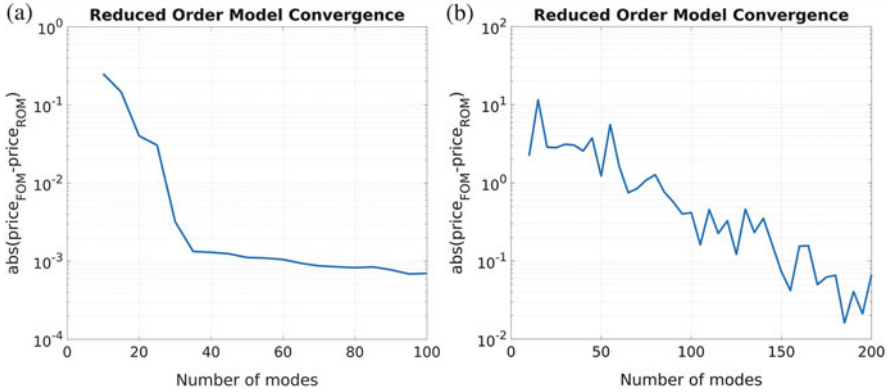 (a)
Reduced Order Model Convergence
10^0
10^-1
10^-2
10^-3
10^-4
abs(price_FOM-price_ROM)
0 20 40 60 80 100
Number of modes
(b)
Reduced Order Model Convergence
10^2
10^1
10^0
10^-1
10^-2
abs(price_FOM-price_ROM)
0 50 100 150 200
Number of modes